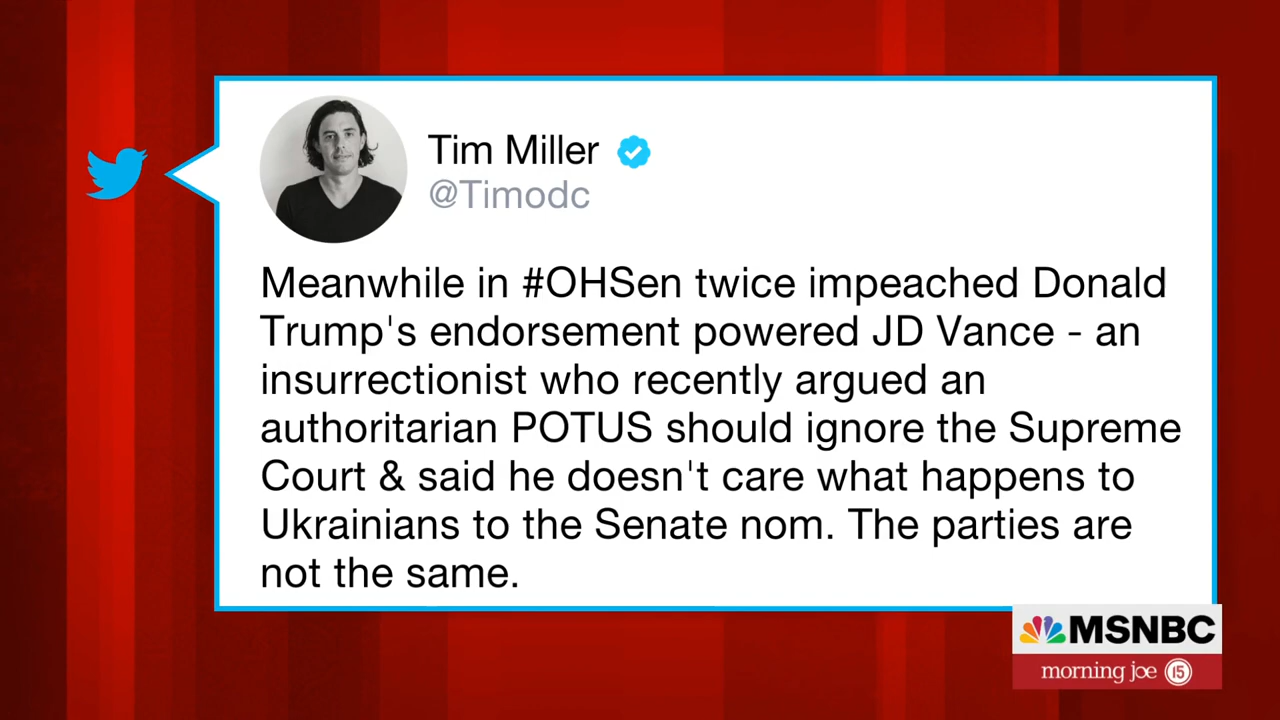 Tim Miller
@Timodc
Meanwhile in #OHSen twice impeached Donald
Trump's endorsement powered JD Vance - an
insurrectionist who recently argued an
authoritarian POTUS should ignore the Supreme
Court & said he doesn't care what happens to
Ukrainians to the Senate nom. The parties are
not the same.
MSNBC
morning joe 15